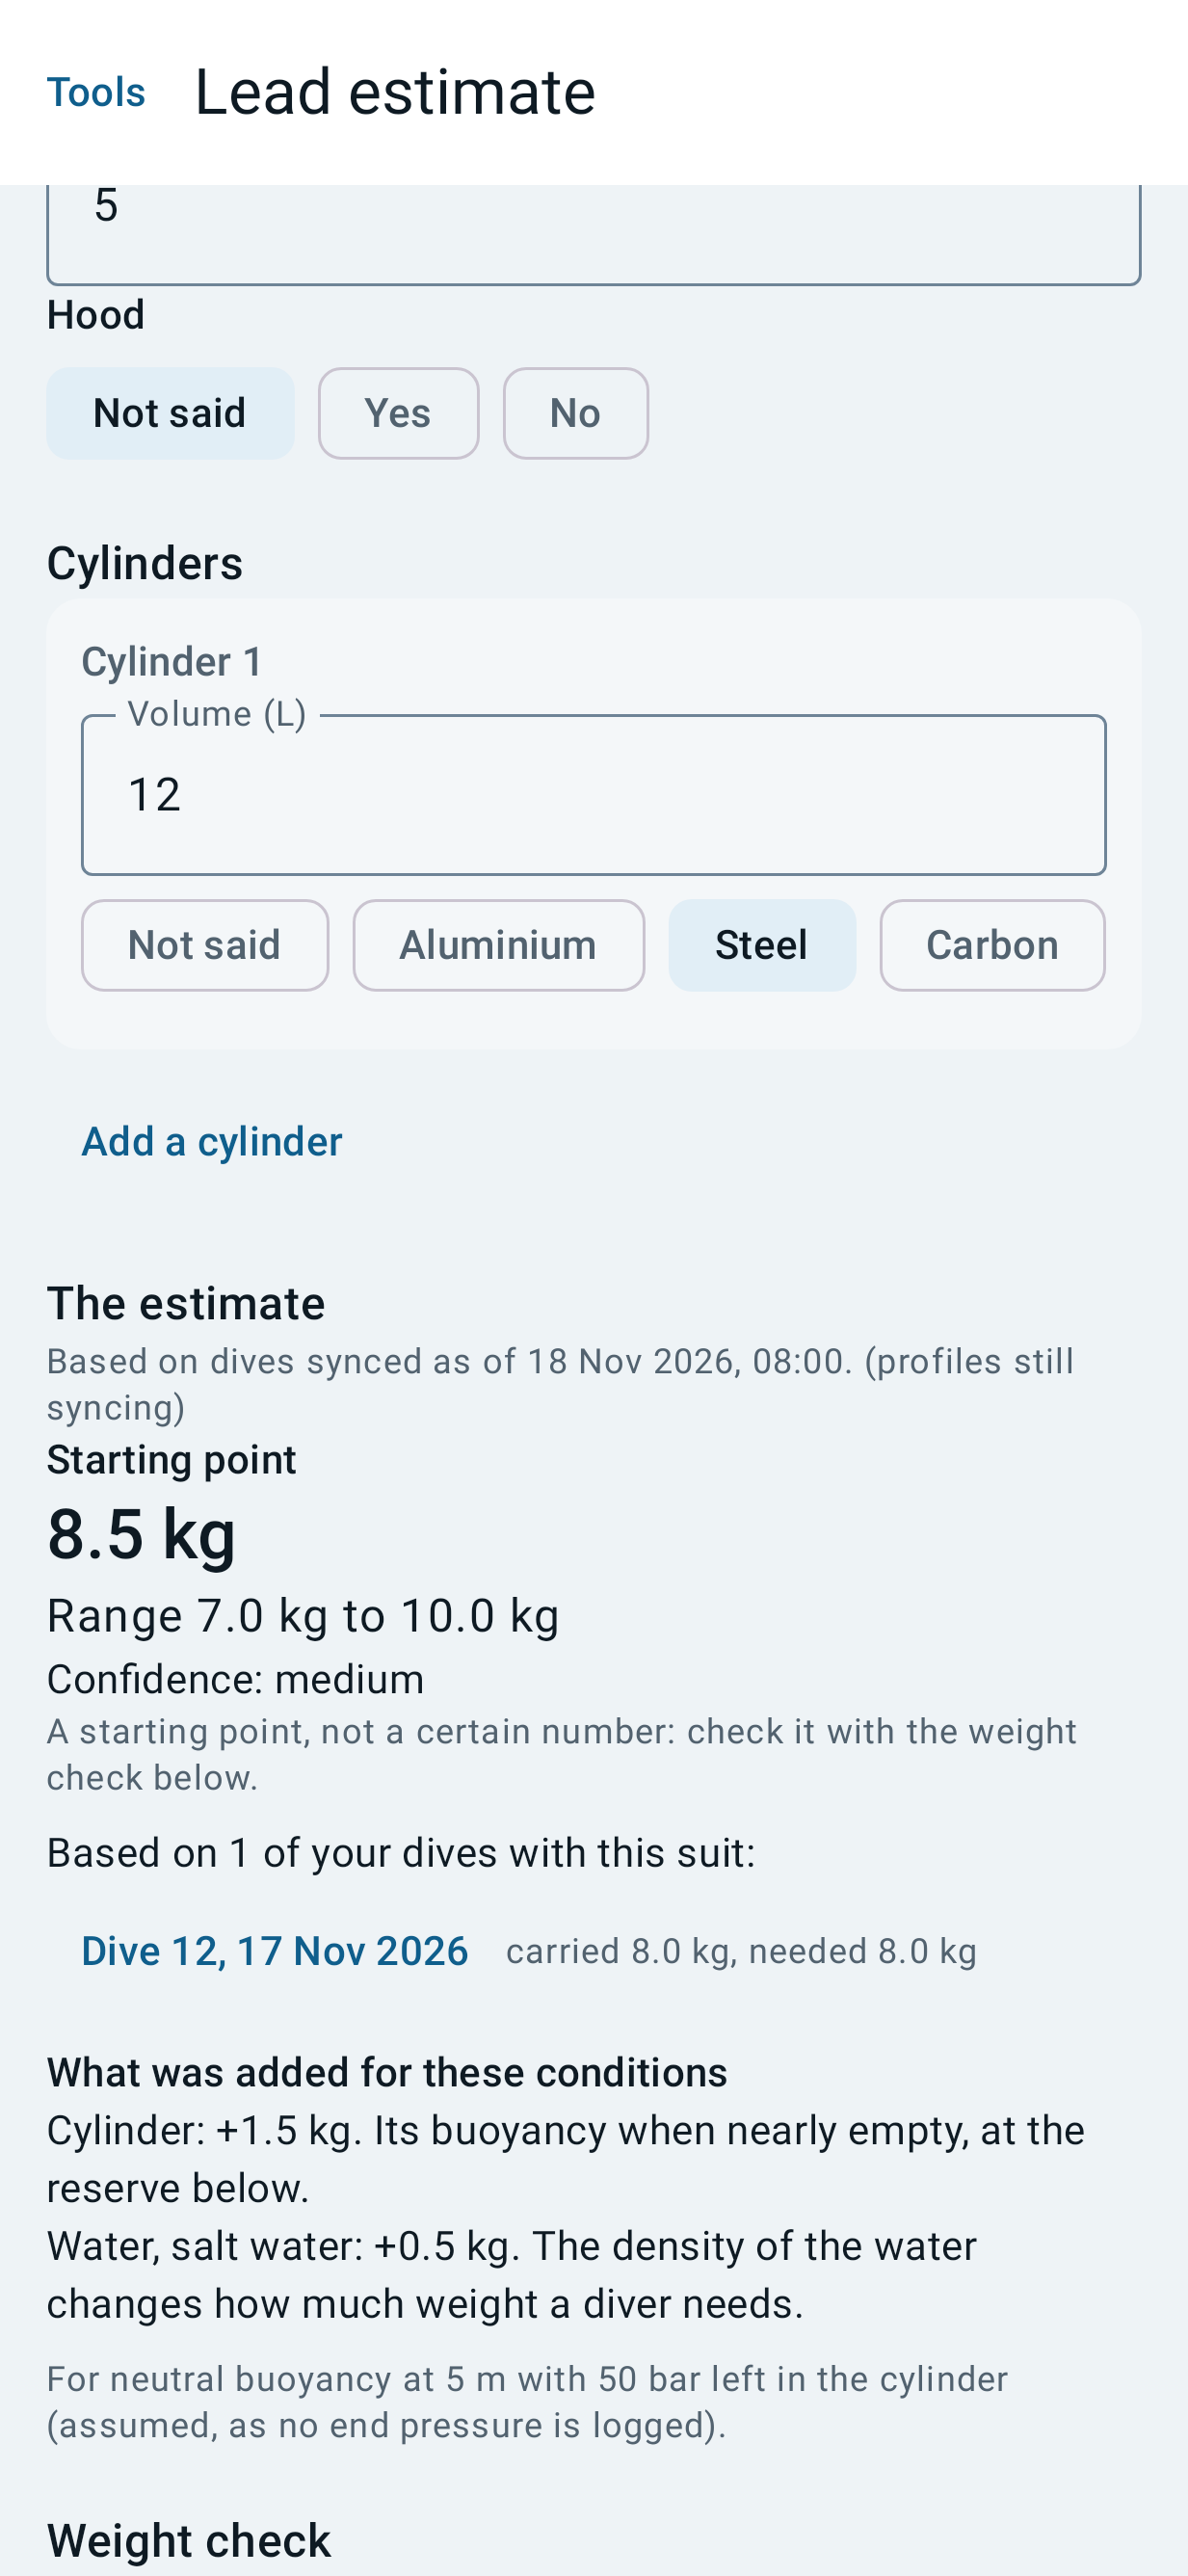 Tools Lead estimate
5
Hood
Not said Yes No
Cylinders
Cylinder 1
Volume (L)
12
Not said Aluminium Steel Carbon
Add a cylinder
The estimate
Based on dives synced as of 18 Nov 2026, 08:00. (profiles still
syncing)
Starting point
8.5 kg
Range 7.0 kg to 10.0 kg
Confidence: medium
A starting point, not a certain number: check it with the weight
check below.
Based on 1 of your dives with this suit:
Dive 12, 17 Nov 2026 carried 8.0 kg, needed 8.0 kg
What was added for these conditions
Cylinder: +1.5 kg. Its buoyancy when nearly empty, at the
reserve below.
Water, salt water: +0.5 kg. The density of the water
changes how much weight a diver needs.
For neutral buoyancy at 5 m with 50 bar left in the cylinder
(assumed, as no end pressure is logged).
Weight check